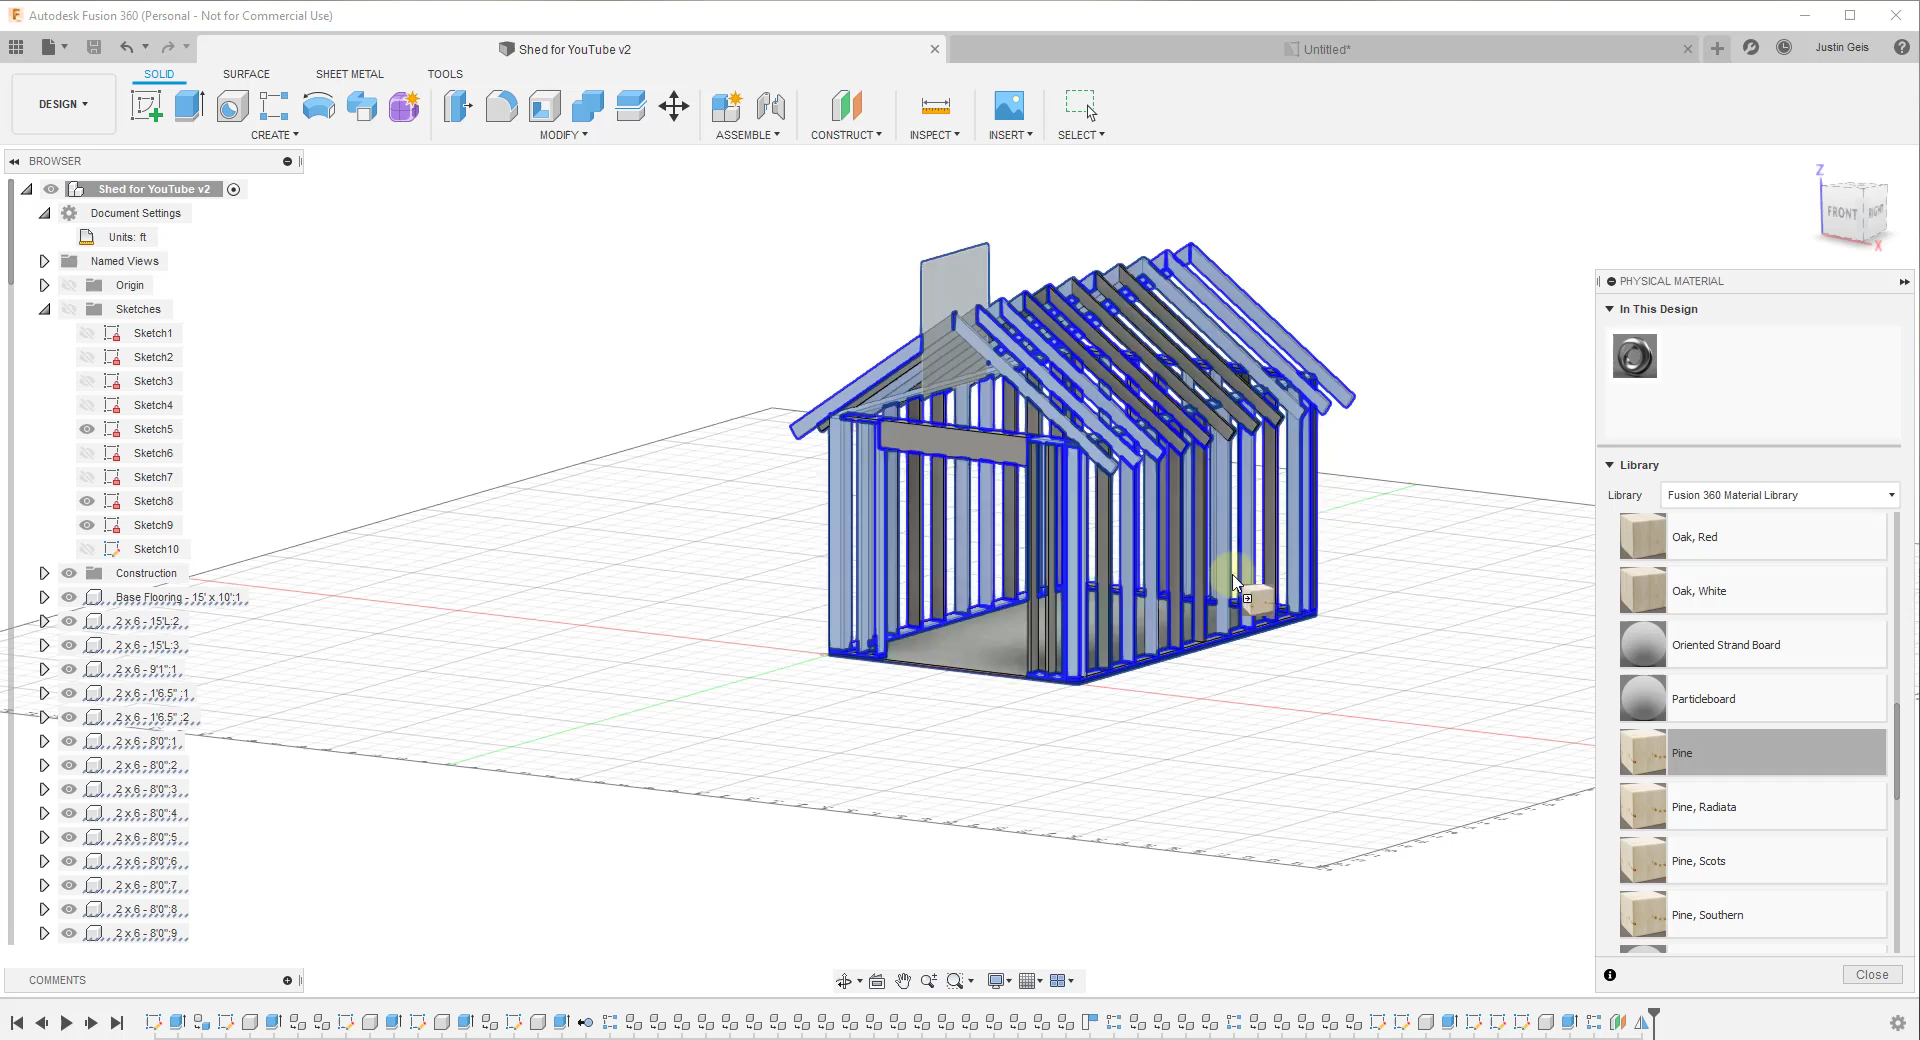 Autodesk Fusion 360 (Personal - Not for Commercial Use)
Shed for YouTube v2
Untitled*
Justin Geis
SOLID
SURFACE
SHEET METAL
TOOLS
DESIGN
CREATE
MODIFY
ASSEMBLE
CONSTRUCT
INSPECT
INSERT
SELECT
BROWSER
Shed for YouTube v2
Document Settings
Units: ft
Named Views
Origin
Sketches
Sketch1
Sketch2
Sketch3
Sketch4
Sketch5
Sketch6
Sketch7
Sketch8
Sketch9
Sketch10
Construction
Base Flooring - 15' x 10':1
2 x 6 - 15'L:2
2 x 6 - 15'L:3
2 x 6 - 9'1":1
2 x 6 - 1'6.5" :1
2 x 6 - 1'6.5" :2
2 x 6 - 8'0":1
2 x 6 - 8'0":2
2 x 6 - 8'0":3
2 x 6 - 8'0":4
2 x 6 - 8'0":5
2 x 6 - 8'0":6
2 x 6 - 8'0":7
2 x 6 - 8'0":8
2 x 6 - 8'0":9
COMMENTS
Z
FRONT
RIGHT
X
PHYSICAL MATERIAL
In This Design
Library
Library
Fusion 360 Material Library
Oak, Red
Oak, White
Oriented Strand Board
Particleboard
Pine
Pine, Radiata
Pine, Scots
Pine, Southern
Close